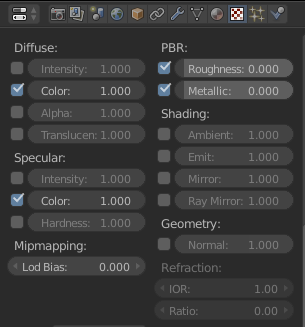 Diffuse:
Intensity: 1.000
Color: 1.000
Alpha: 1.000
Translucen: 1.000
Specular:
Intensity: 1.000
Color: 1.000
Hardness: 1.000
Mipmapping:
Lod Bias: 0.000
PBR:
Roughness: 0.000
Metallic: 0.000
Shading:
Ambient: 1.000
Emit: 1.000
Mirror: 1.000
Ray Mirror: 1.000
Geometry:
Normal: 1.000
Refraction:
IOR: 1.00
Ratio: 0.00